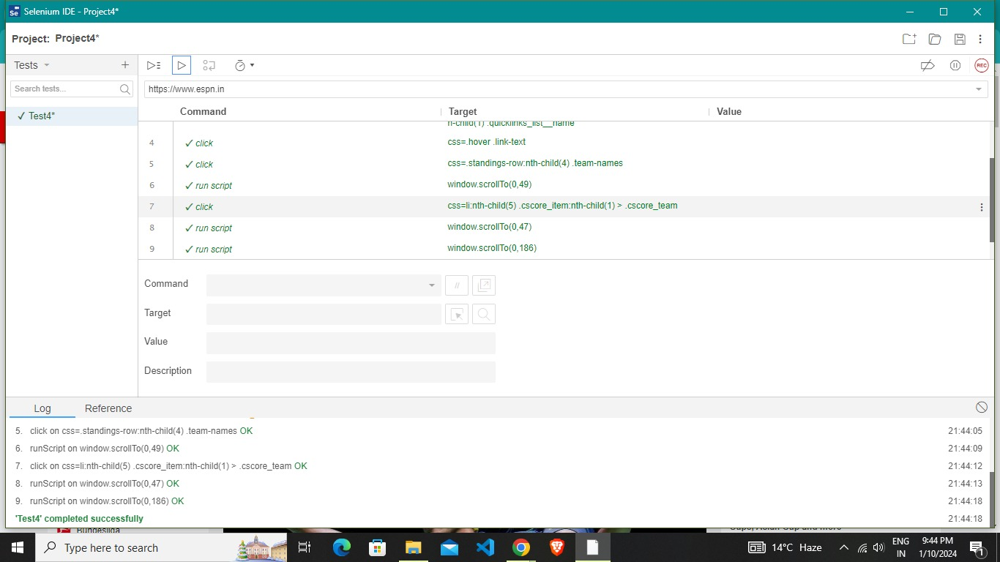 Selenium IDE - Project4*
Project: Project4*
Tests
Search tests...
✓ Test4*
https://www.espn.in
Command Target Value
n-child(1) .quicklinks_list__name
4 ✓ click css=.hover .link-text
5 ✓ click css=.standings-row:nth-child(4) .team-names
6 ✓ run script window.scrollTo(0,49)
7 ✓ click css=li:nth-child(5) .cscore_item:nth-child(1) > .cscore_team
8 ✓ run script window.scrollTo(0,47)
9 ✓ run script window.scrollTo(0,186)
REC
Command //
Target
Value
Description
Log Reference
5. click on css=.standings-row:nth-child(4) .team-names OK 21:44:05
6. runScript on window.scrollTo(0,49) OK 21:44:09
7. click on css=li:nth-child(5) .cscore_item:nth-child(1) > .cscore_team OK 21:44:12
8. runScript on window.scrollTo(0,47) OK 21:44:13
9. runScript on window.scrollTo(0,186) OK 21:44:18
'Test4' completed successfully 21:44:18
Bundesliga
Cups, Asian Cup and more
Type here to search
14°C Haze
ENG
IN
9:44 PM
1/10/2024
1